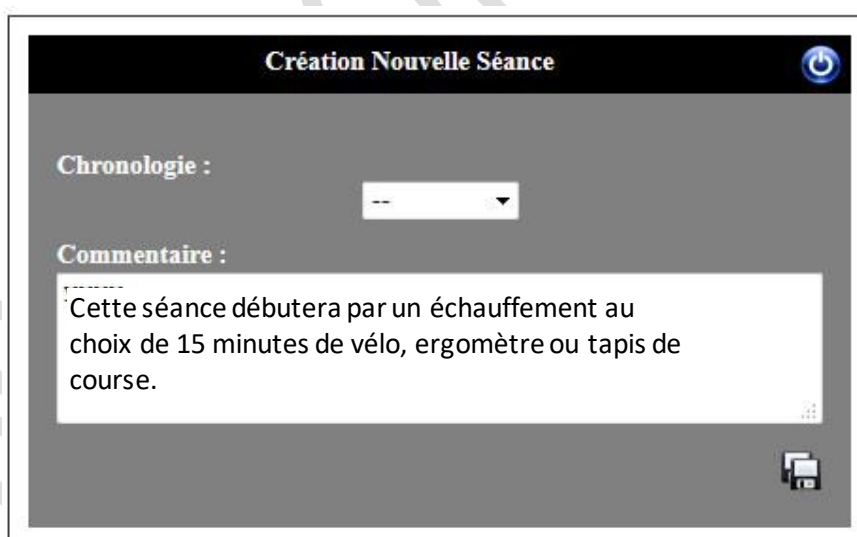 Création Nouvelle Séance
Chronologie :
--
Commentaire :
Cette séance débutera par un échauffement au
choix de 15 minutes de vélo, ergomètre ou tapis de
course.